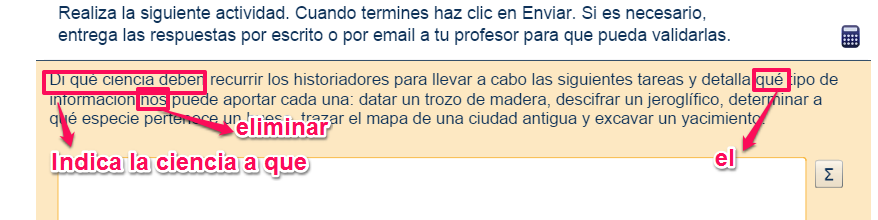 Realiza la siguiente actividad. Cuando termines haz clic en Enviar. Si es necesario,
entrega las respuestas por escrito o por email a tu profesor para que pueda validarlas.
Di qué ciencia deben recurrir los historiadores para llevar a cabo las siguientes tareas y detalla qué tipo de
información nos puede aportar cada una: datar un trozo de madera, descifrar un jeroglífico, determinar a
qué especie pertenece un trazar el mapa de una ciudad antigua y excavar un yacimiento.
eliminar
Indica la ciencia a que
el
Σ